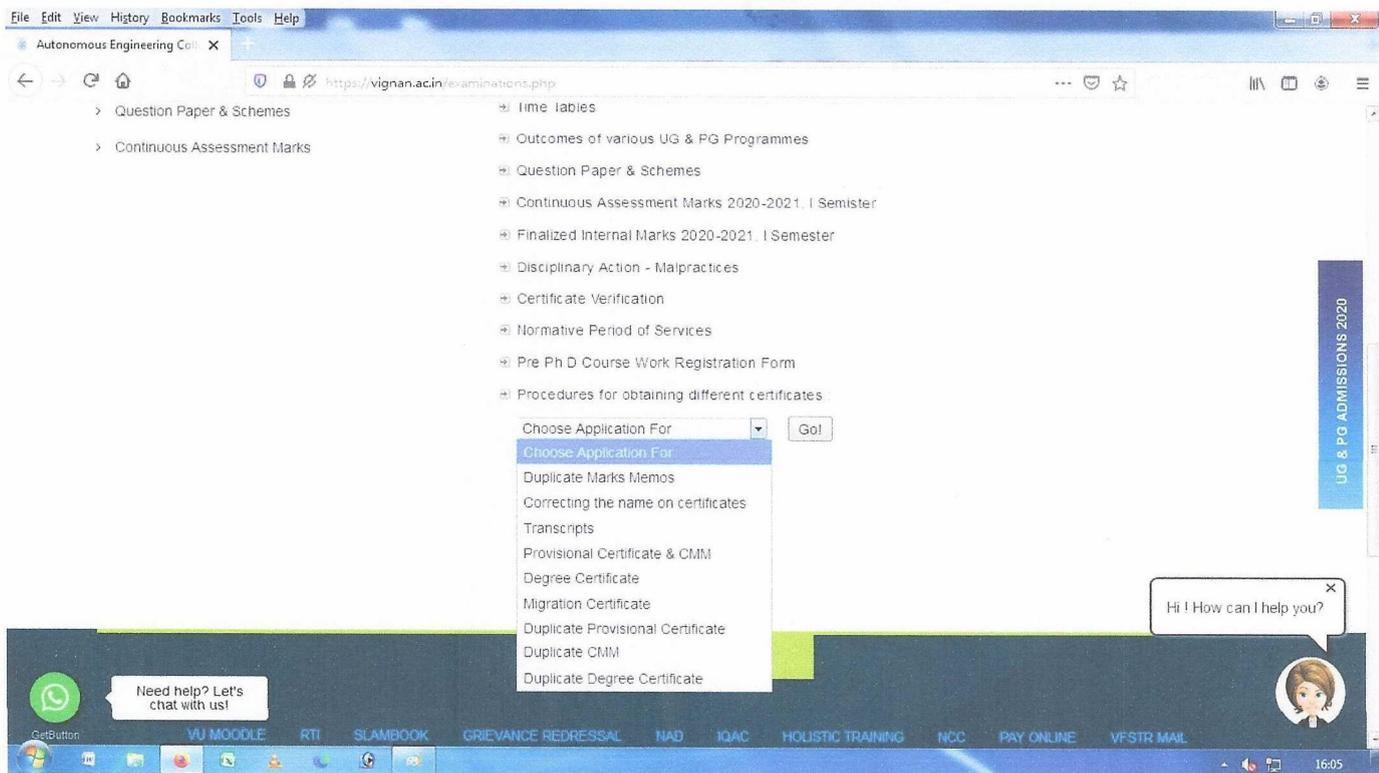 File Edit View History Bookmarks Tools Help
Autonomous Engineering Coll
https://vignan.ac.in/examinations.php
Question Paper & Schemes
Continuous Assessment Marks
Time Tables
Outcomes of various UG & PG Programmes
Question Paper & Schemes
Continuous Assessment Marks 2020-2021, I Semister
Finalized Internal Marks 2020-2021, I Semester
Disciplinary Action - Malpractices
Certificate Verification
Normative Period of Services
Pre Ph D Course Work Registration Form
Procedures for obtaining different certificates :
Choose Application For
Go!
Choose Application For
Duplicate Marks Memos
Correcting the name on certificates
Transcripts
Provisional Certificate & CMM
Degree Certificate
Migration Certificate
Duplicate Provisional Certificate
Duplicate CMM
Duplicate Degree Certificate
UG & PG ADMISSIONS 2020
Hi ! How can I help you?
Need help? Let's
chat with us!
GetButton
VU MOODLE RTI SLAMBOOK GRIEVANCE REDRESSAL NAD IQAC HOLISTIC TRAINING NCC PAY ONLINE VFSTR MAIL
16:05